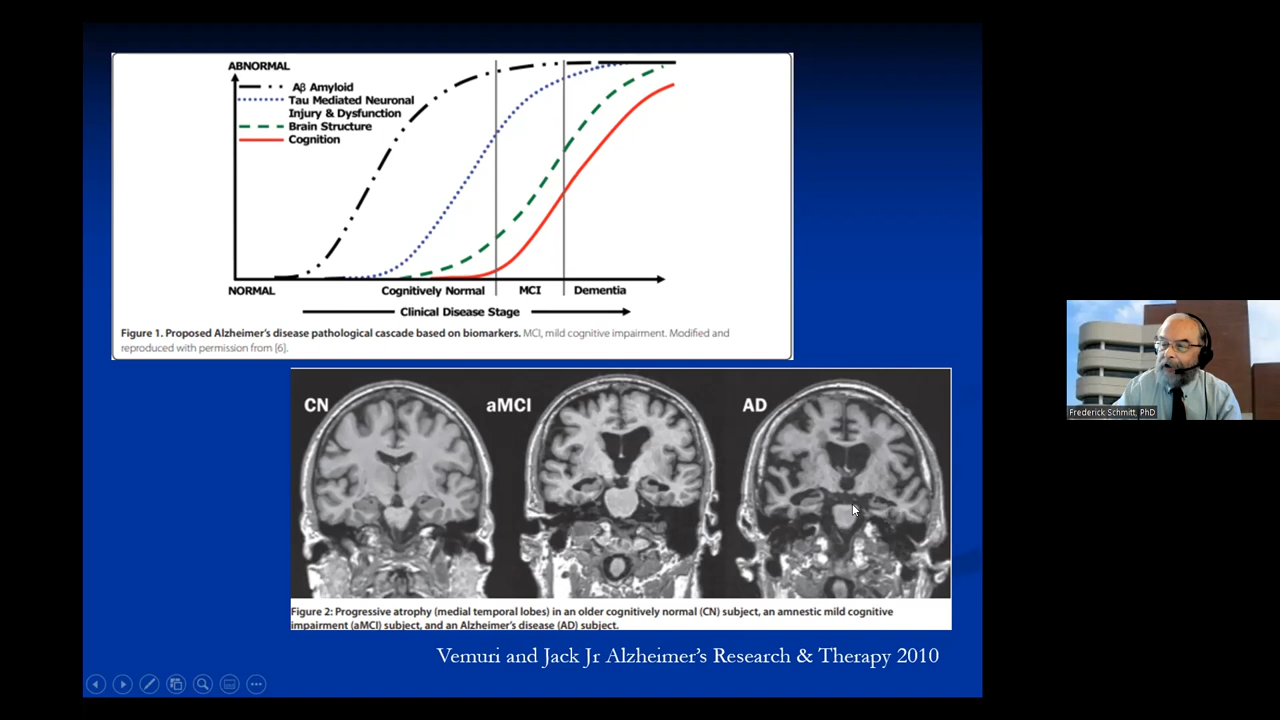 ABNORMAL
Aβ Amyloid
Tau Mediated Neuronal
Injury & Dysfunction
Brain Structure
Cognition
NORMAL
Cognitively Normal
MCI
Dementia
Clinical Disease Stage
Figure 1. Proposed Alzheimer's disease pathological cascade based on biomarkers. MCI, mild cognitive impairment. Modified and
reproduced with permission from [6].
CN
aMCI
AD
Figure 2: Progressive atrophy (medial temporal lobes) in an older cognitively normal (CN) subject, an amnestic mild cognitive
impairment (aMCI) subject, and an Alzheimer's disease (AD) subject.
Vemuri and Jack Jr Alzheimer's Research & Therapy 2010
Frederick Schmitt, PhD